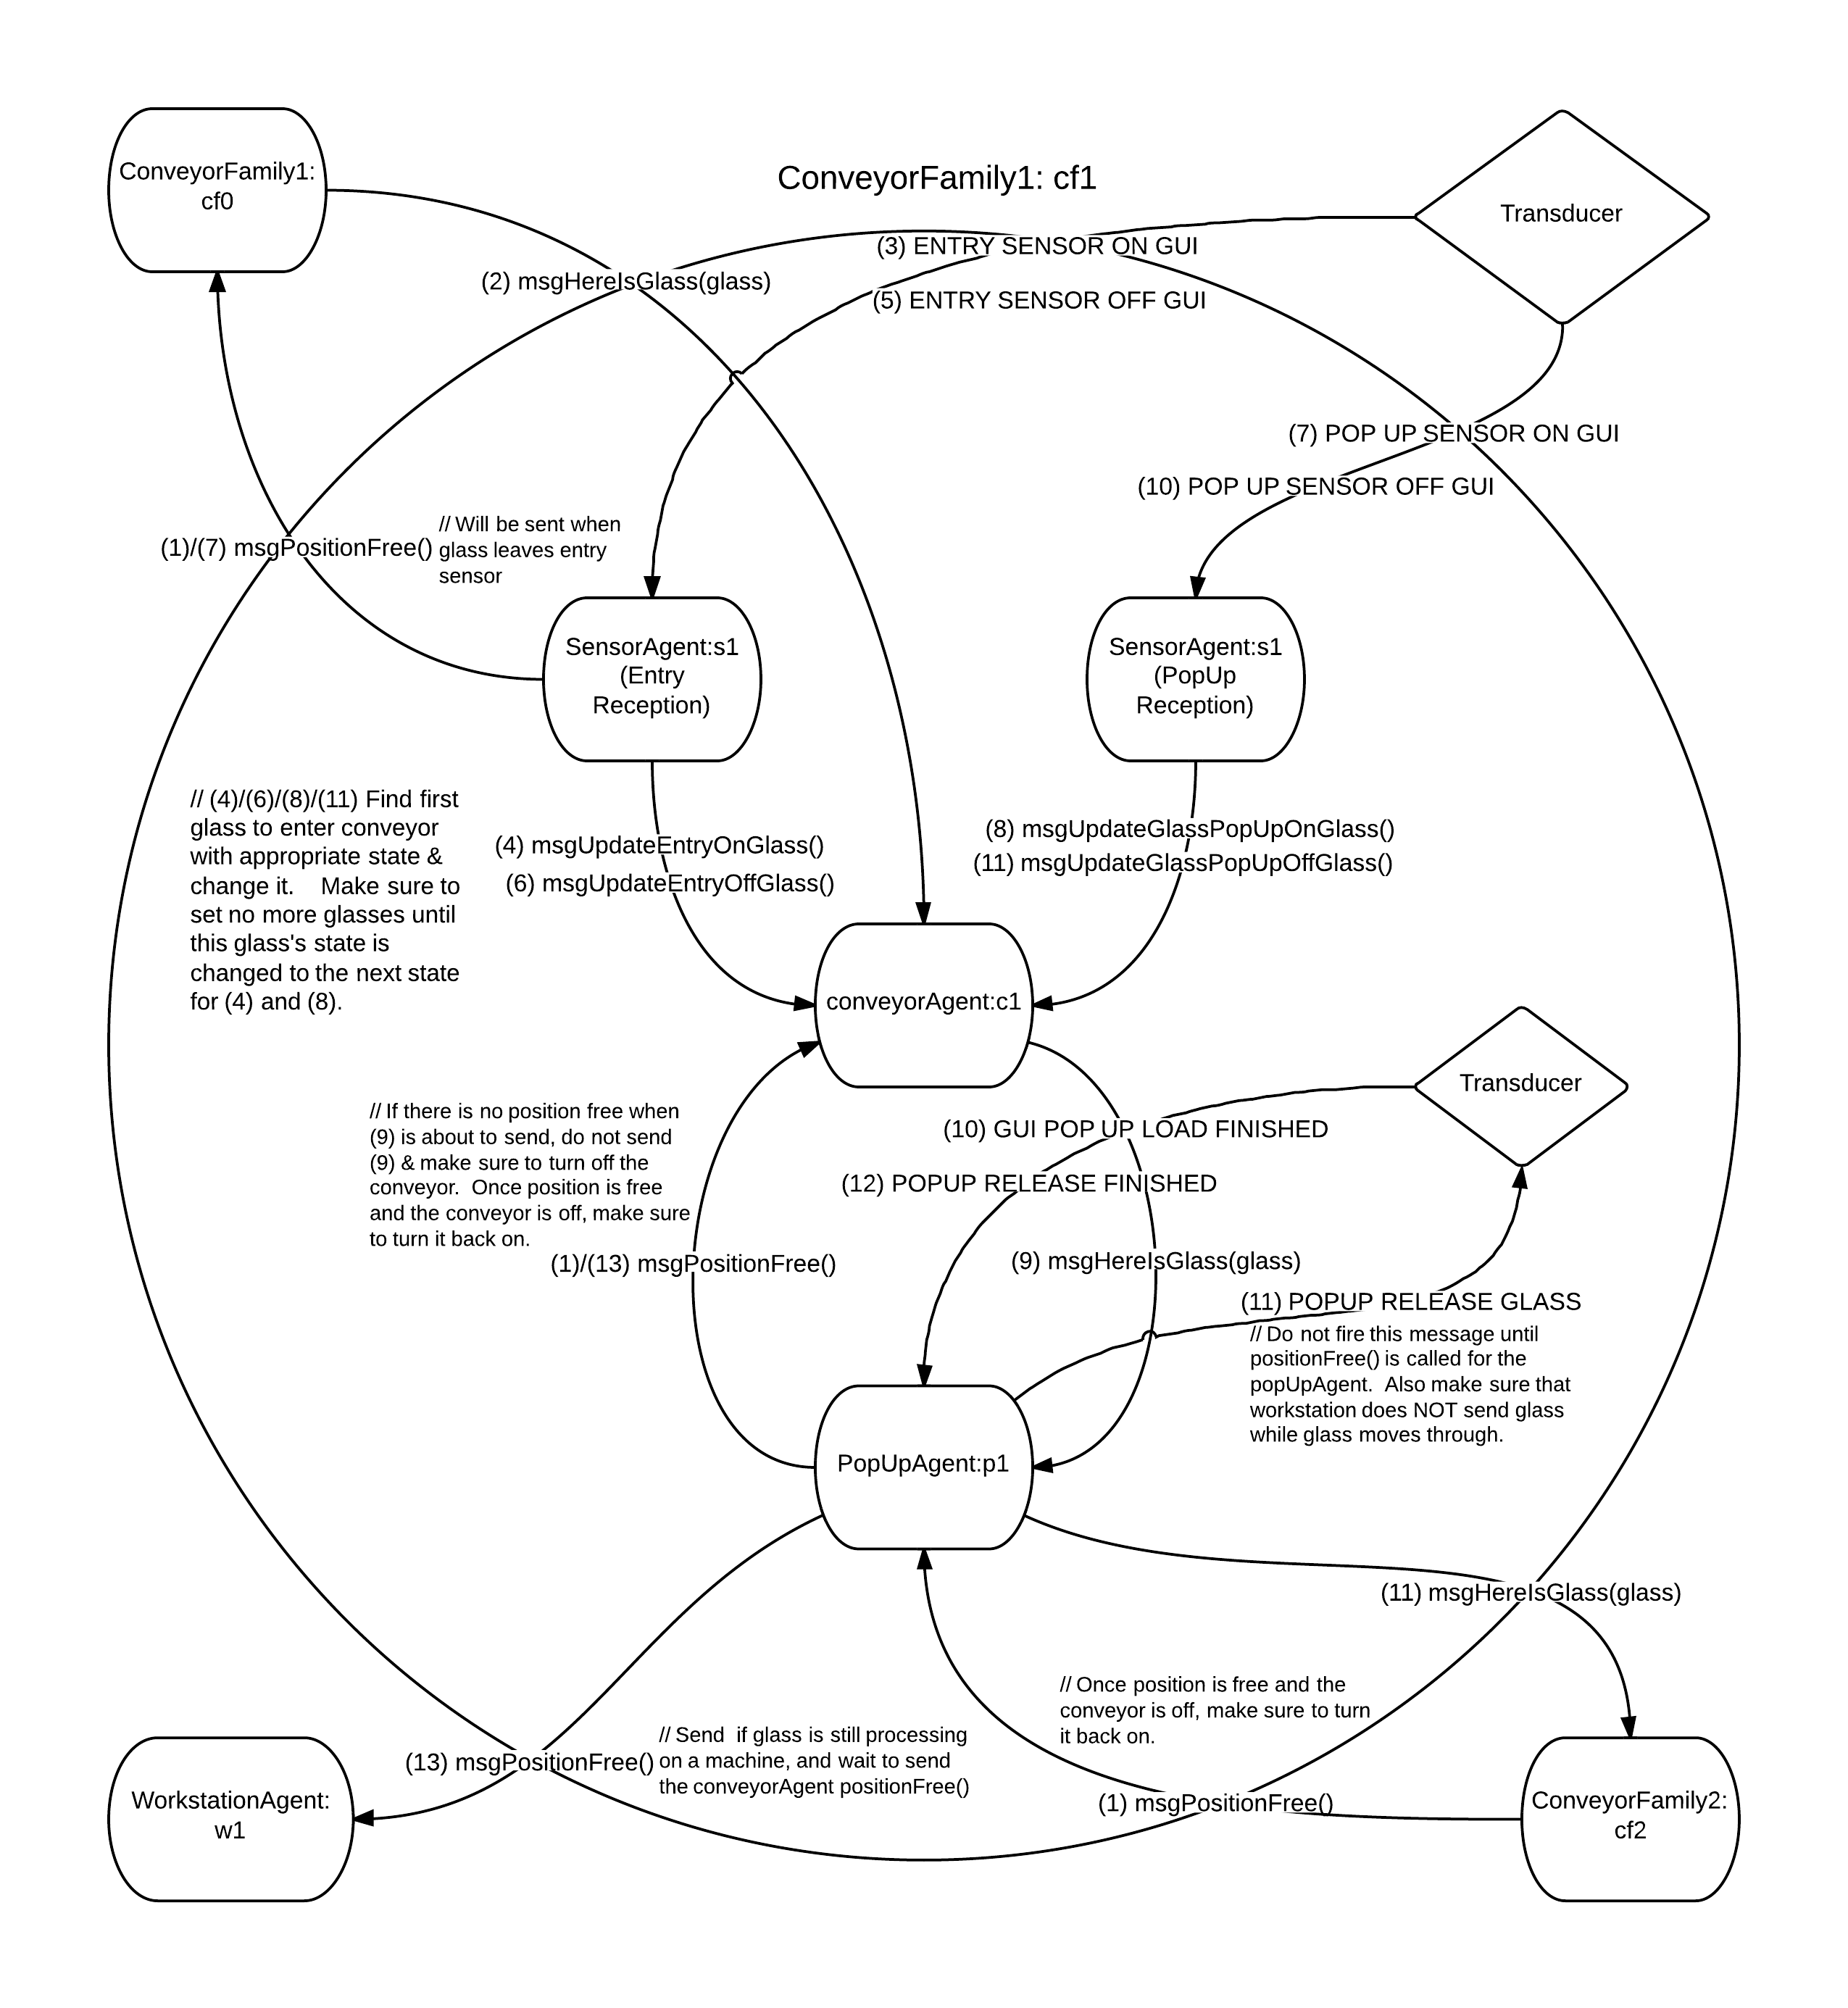 ConveyorFamily1:
cf0
ConveyorFamily1: cf1
Transducer
(3) ENTRY SENSOR ON GUI
(2) msgHereIsGlass(glass)
(5) ENTRY SENSOR OFF GUI
(7) POP UP SENSOR ON GUI
(10) POP UP SENSOR OFF GUI
(1)/(7) msgPositionFree()
// Will be sent when
glass leaves entry
sensor
SensorAgent:s1
(Entry
Reception)
SensorAgent:s1
(PopUp
Reception)
// (4)/(6)/(8)/(11) Find first
glass to enter conveyor
with appropriate state &
change it.    Make sure to
set no more glasses until
this glass's state is
changed to the next state
for (4) and (8).
(4) msgUpdateEntryOnGlass()
(6) msgUpdateEntryOffGlass()
(8) msgUpdateGlassPopUpOnGlass()
(11) msgUpdateGlassPopUpOffGlass()
conveyorAgent:c1
Transducer
// If there is no position free when
(9) is about to send, do not send
(9) & make sure to turn off the
conveyor.  Once position is free
and the conveyor is off, make sure
to turn it back on.
(10) GUI POP UP LOAD FINISHED
(12) POPUP RELEASE FINISHED
(1)/(13) msgPositionFree()
(9) msgHereIsGlass(glass)
(11) POPUP RELEASE GLASS
// Do not fire this message until
positionFree() is called for the
popUpAgent.  Also make sure that
workstation does NOT send glass
while glass moves through.
PopUpAgent:p1
(11) msgHereIsGlass(glass)
// Once position is free and the
conveyor is off, make sure to turn
it back on.
(13) msgPositionFree()
// Send  if glass is still processing
on a machine, and wait to send
the conveyorAgent positionFree()
(1) msgPositionFree()
WorkstationAgent:
w1
ConveyorFamily2:
cf2